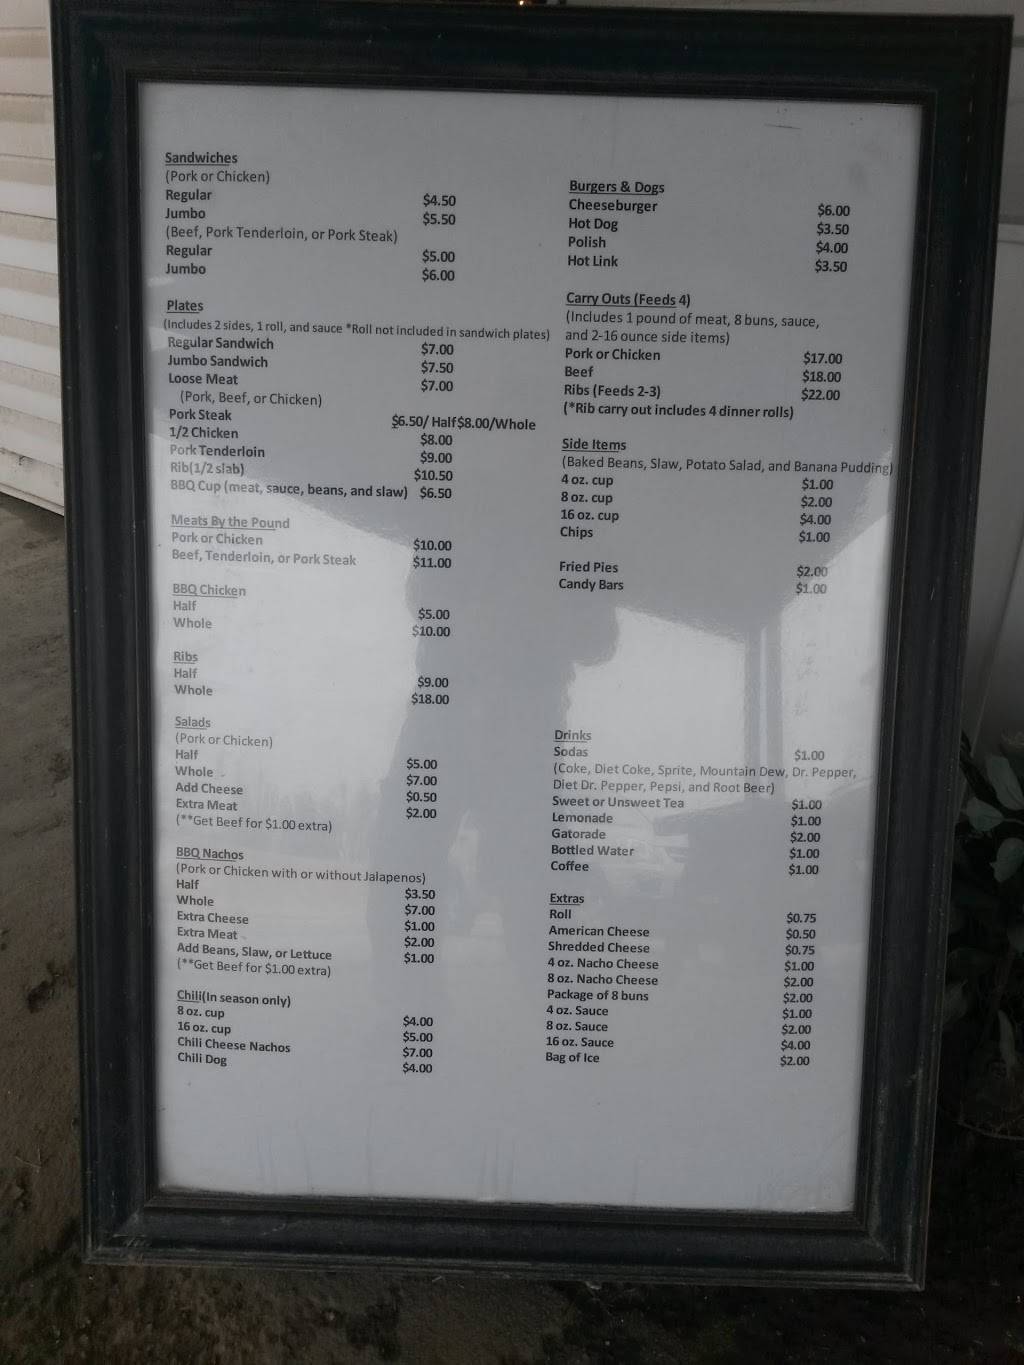 Sandwiches
(Pork or Chicken)
Regular $4.50
Jumbo $5.50
(Beef, Pork Tenderloin, or Pork Steak)
Regular $5.00
Jumbo $6.00
Plates
(Includes 2 sides, 1 roll, and sauce *Roll not included in sandwich plates)
Regular Sandwich $7.00
Jumbo Sandwich $7.50
Loose Meat $7.00
(Pork, Beef, or Chicken)
Pork Steak $6.50/ Half$8.00/Whole
1/2 Chicken $8.00
Pork Tenderloin $9.00
Rib(1/2 slab) $10.50
BBQ Cup (meat, sauce, beans, and slaw) $6.50
Meats By the Pound
Pork or Chicken $10.00
Beef, Tenderloin, or Pork Steak $11.00
BBQ Chicken
Half $5.00
Whole $10.00
Ribs
Half $9.00
Whole $18.00
Salads
(Pork or Chicken)
Half $5.00
Whole $7.00
Add Cheese $0.50
Extra Meat $2.00
(**Get Beef for $1.00 extra)
BBQ Nachos
(Pork or Chicken with or without Jalapenos)
Half $3.50
Whole $7.00
Extra Cheese $1.00
Extra Meat $2.00
Add Beans, Slaw, or Lettuce $1.00
(**Get Beef for $1.00 extra)
Chili(In season only)
8 oz. cup $4.00
16 oz. cup $5.00
Chili Cheese Nachos $7.00
Chili Dog $4.00
Burgers & Dogs
Cheeseburger $6.00
Hot Dog $3.50
Polish $4.00
Hot Link $3.50
Carry Outs (Feeds 4)
(Includes 1 pound of meat, 8 buns, sauce,
and 2-16 ounce side items)
Pork or Chicken $17.00
Beef $18.00
Ribs (Feeds 2-3) $22.00
(*Rib carry out includes 4 dinner rolls)
Side Items
(Baked Beans, Slaw, Potato Salad, and Banana Pudding)
4 oz. cup $1.00
8 oz. cup $2.00
16 oz. cup $4.00
Chips $1.00
Fried Pies $2.00
Candy Bars $1.00
Drinks
Sodas $1.00
(Coke, Diet Coke, Sprite, Mountain Dew, Dr. Pepper,
Diet Dr. Pepper, Pepsi, and Root Beer)
Sweet or Unsweet Tea $1.00
Lemonade $1.00
Gatorade $2.00
Bottled Water $1.00
Coffee $1.00
Extras
Roll $0.75
American Cheese $0.50
Shredded Cheese $0.75
4 oz. Nacho Cheese $1.00
8 oz. Nacho Cheese $2.00
Package of 8 buns $2.00
4 oz. Sauce $1.00
8 oz. Sauce $2.00
16 oz. Sauce $4.00
Bag of Ice $2.00